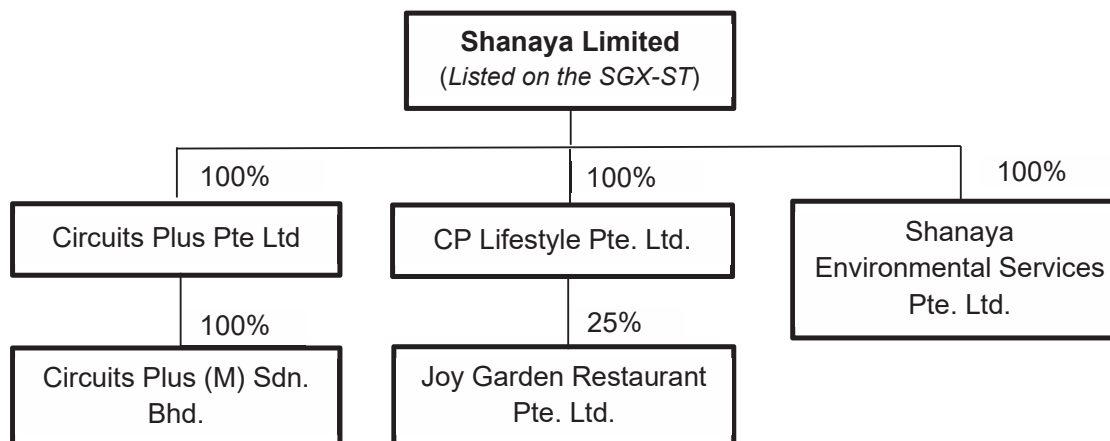 Shanaya Limited
(Listed on the SGX-ST)
100%
100%
100%
Circuits Plus Pte Ltd
CP Lifestyle Pte. Ltd.
Shanaya
Environmental Services
Pte. Ltd.
100%
25%
Circuits Plus (M) Sdn.
Bhd.
Joy Garden Restaurant
Pte. Ltd.